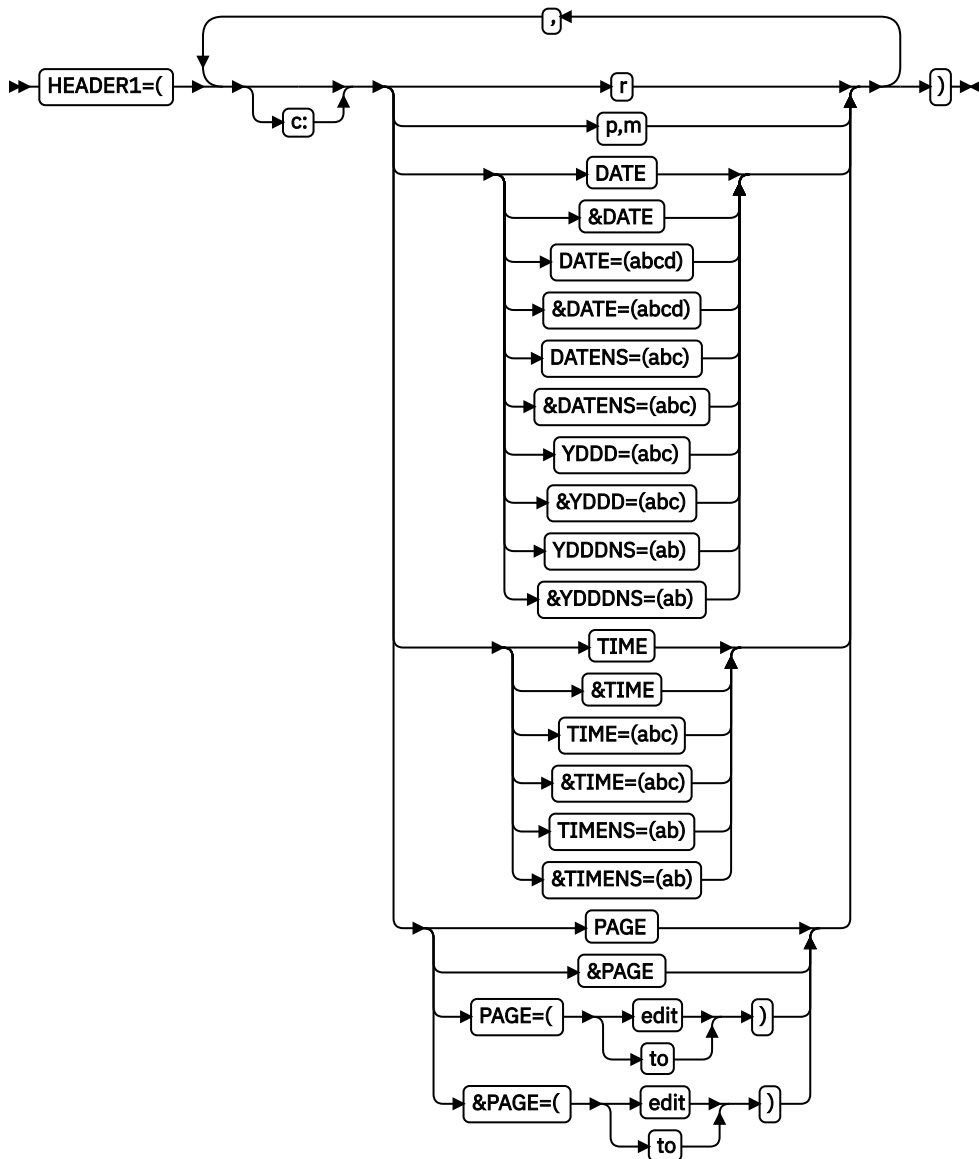 ,
HEADER1=( r )
c:
p,m
DATE
&DATE
DATE=(abcd)
&DATE=(abcd)
DATENS=(abc)
&DATENS=(abc)
YDDD=(abc)
&YDDD=(abc)
YDDDNS=(ab)
&YDDDNS=(ab)
TIME
&TIME
TIME=(abc)
&TIME=(abc)
TIMENS=(ab)
&TIMENS=(ab)
PAGE
&PAGE
PAGE=( edit )
to
&PAGE=( edit )
to